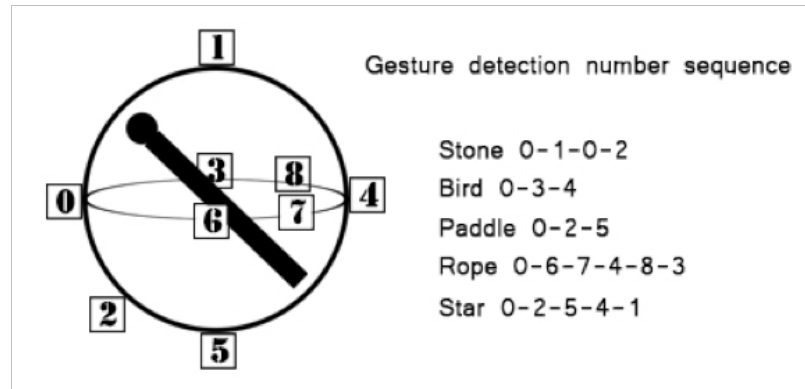 1
Gesture detection number sequence
Stone 0-1-0-2
3
8
Bird 0-3-4
0
4
6
7
Paddle 0-2-5
Rope 0-6-7-4-8-3
2
Star 0-2-5-4-1
5